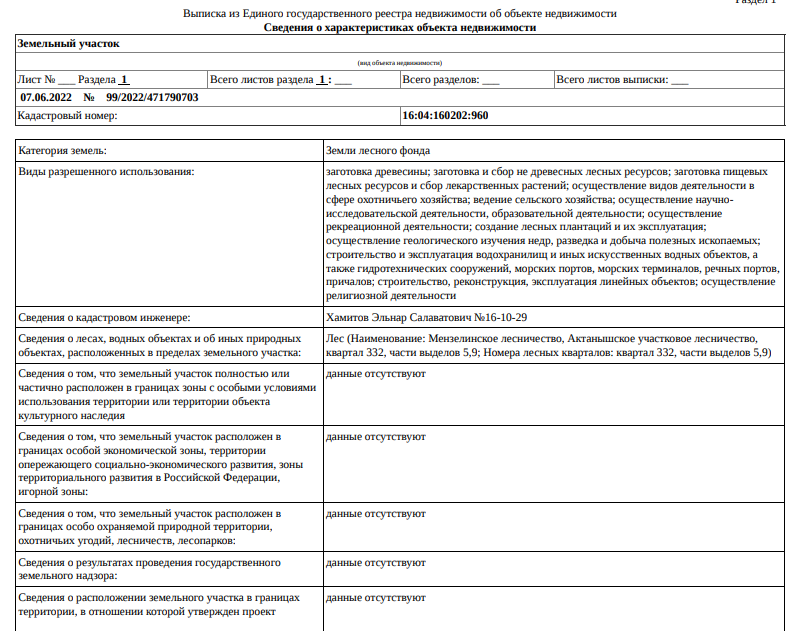 Раздел 1
Выписка из Единого государственного реестра недвижимости об объекте недвижимости
Сведения о характеристиках объекта недвижимости
Земельный участок
(вид объекта недвижимости)
Лист № ___ Раздела 1 Всего листов раздела 1 : ___ Всего разделов: ___ Всего листов выписки: ___
07.06.2022 № 99/2022/471790703
Кадастровый номер: 16:04:160202:960
Категория земель: Земли лесного фонда
Виды разрешенного использования: заготовка древесины; заготовка и сбор не древесных лесных ресурсов; заготовка пищевых
лесных ресурсов и сбор лекарственных растений; осуществление видов деятельности в
сфере охотничьего хозяйства; ведение сельского хозяйства; осуществление научно-
исследовательской деятельности, образовательной деятельности; осуществление
рекреационной деятельности; создание лесных плантаций и их эксплуатация;
осуществление геологического изучения недр, разведка и добыча полезных ископаемых;
строительство и эксплуатация водохранилищ и иных искусственных водных объектов, а
также гидротехнических сооружений, морских портов, морских терминалов, речных портов,
причалов; строительство, реконструкция, эксплуатация линейных объектов; осуществление
религиозной деятельности
Сведения о кадастровом инженере: Хамитов Эльнар Салаватович №16-10-29
Сведения о лесах, водных объектах и об иных природных
объектах, расположенных в пределах земельного участка:
Лес (Наименование: Мензелинское лесничество, Актанышское участковое лесничество,
квартал 332, части выделов 5,9; Номера лесных кварталов: квартал 332, части выделов 5,9)
Сведения о том, что земельный участок полностью или
частично расположен в границах зоны с особыми условиями
использования территории или территории объекта
культурного наследия
данные отсутствуют
Сведения о том, что земельный участок расположен в
границах особой экономической зоны, территории
опережающего социально-экономического развития, зоны
территориального развития в Российской Федерации,
игорной зоны:
данные отсутствуют
Сведения о том, что земельный участок расположен в
границах особо охраняемой природной территории,
охотничьих угодий, лесничеств, лесопарков:
данные отсутствуют
Сведения о результатах проведения государственного
земельного надзора:
данные отсутствуют
Сведения о расположении земельного участка в границах
территории, в отношении которой утвержден проект
данные отсутствуют